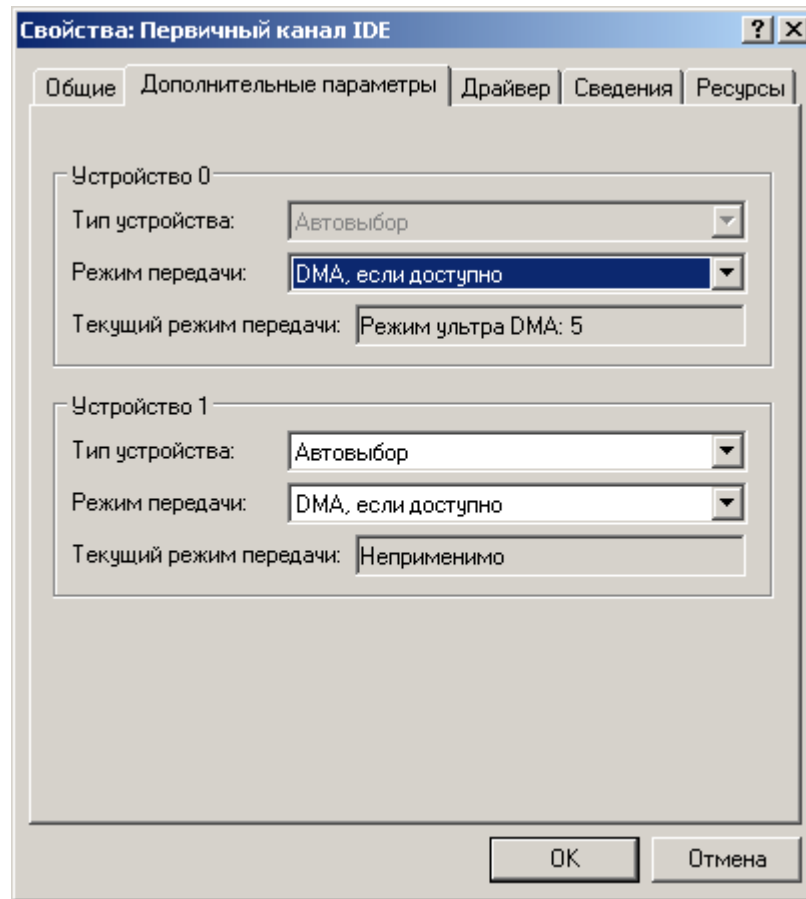 Свойства: Первичный канал IDE
Общие Дополнительные параметры Драйвер Сведения Ресурсы
Устройство 0
Тип устройства: Автовыбор
Режим передачи: DMA, если доступно
Текущий режим передачи: Режим ультра DMA: 5
Устройство 1
Тип устройства: Автовыбор
Режим передачи: DMA, если доступно
Текущий режим передачи: Неприменимо
OK Отмена